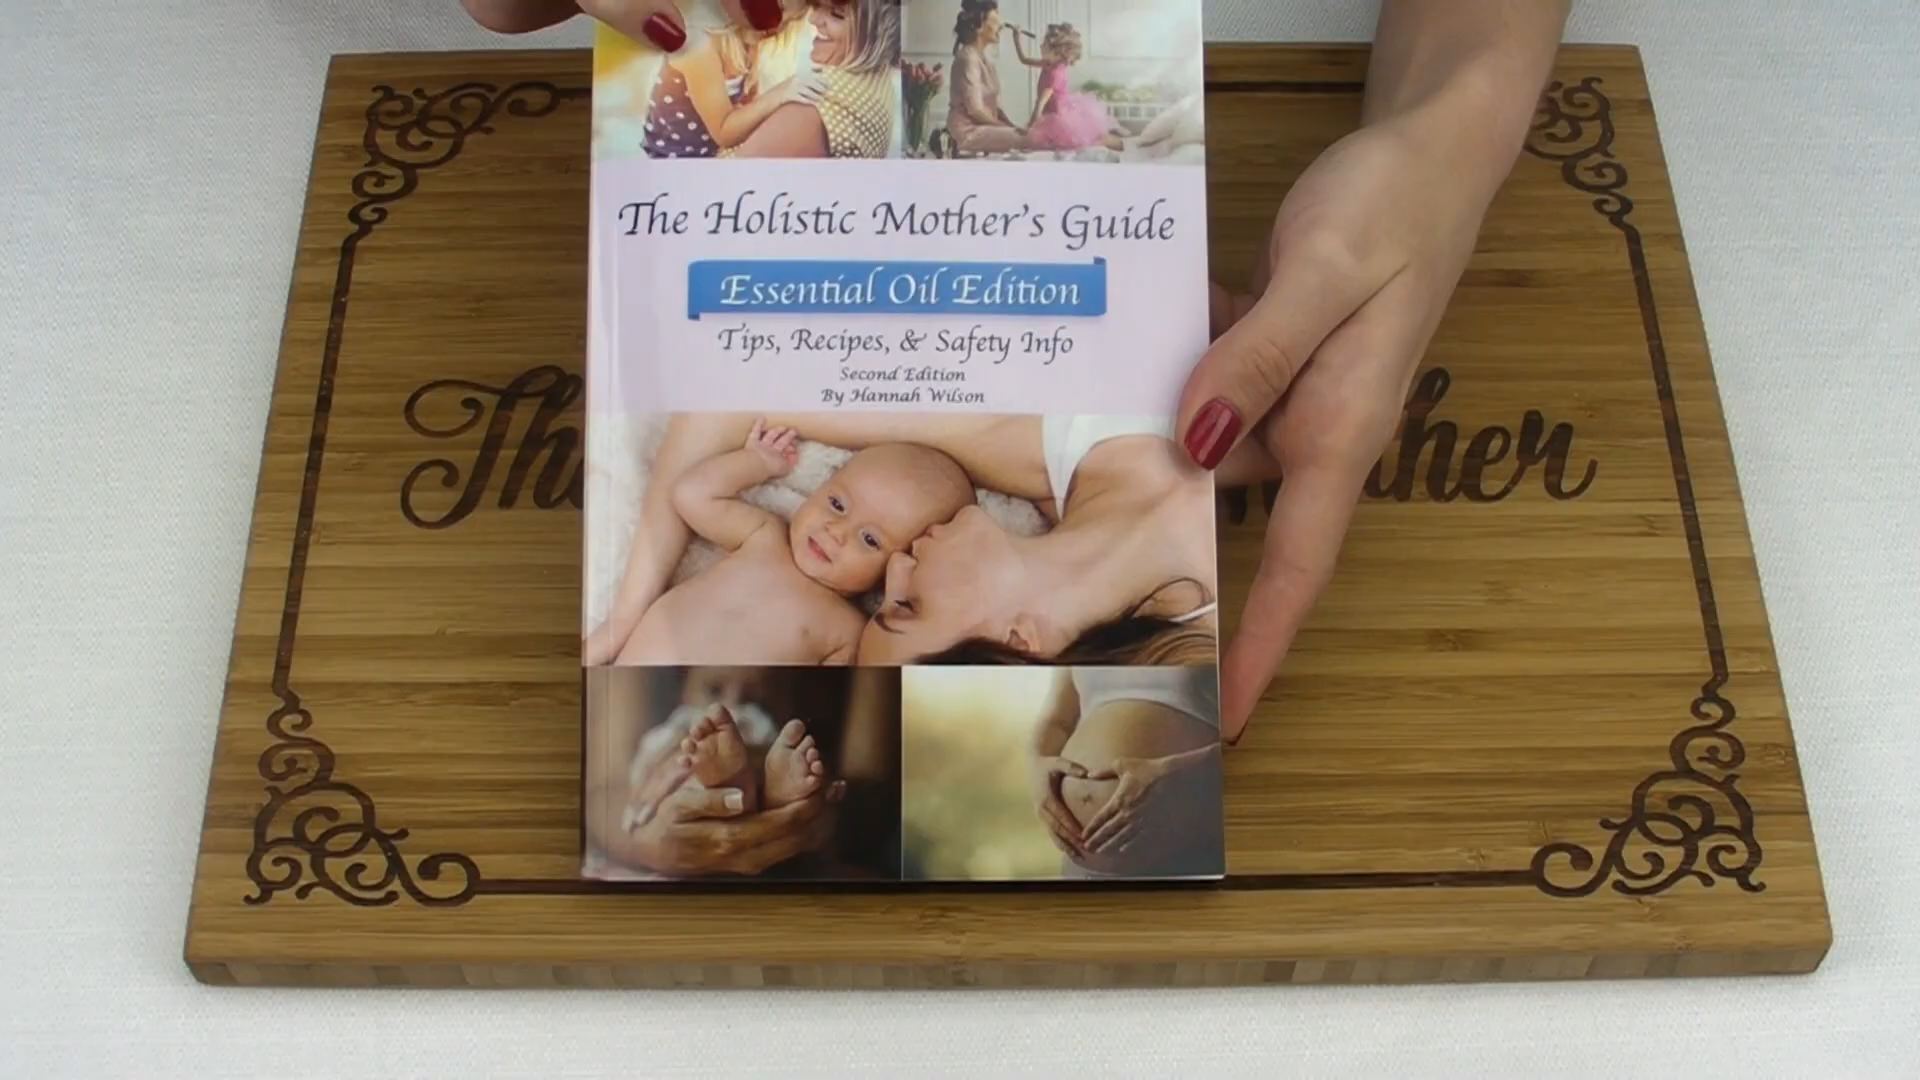 The Holistic Mother's Guide
Essential Oil Edition
Tips, Recipes, & Safety Info
Second Edition
By Hannah Wilson